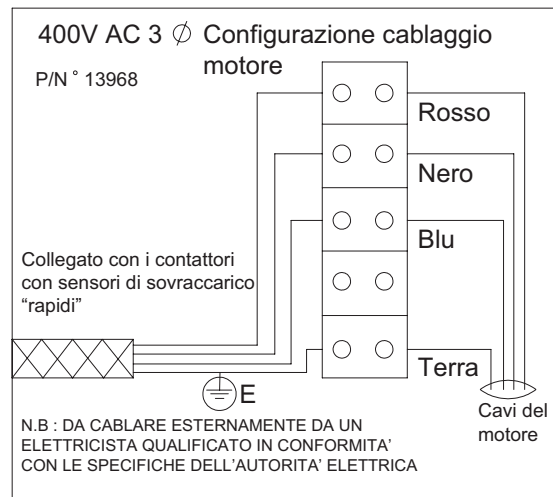 400V AC 3 ∅ Configurazione cablaggio
motore
P/N ° 13968
Rosso
Nero
Blu
Collegato con i contattori
con sensori di sovraccarico
“rapidi”
Terra
E
Cavi del
motore
N.B : DA CABLARE ESTERNAMENTE DA UN
ELETTRICISTA QUALIFICATO IN CONFORMITA’
CON LE SPECIFICHE DELL’AUTORITA’ ELETTRICA